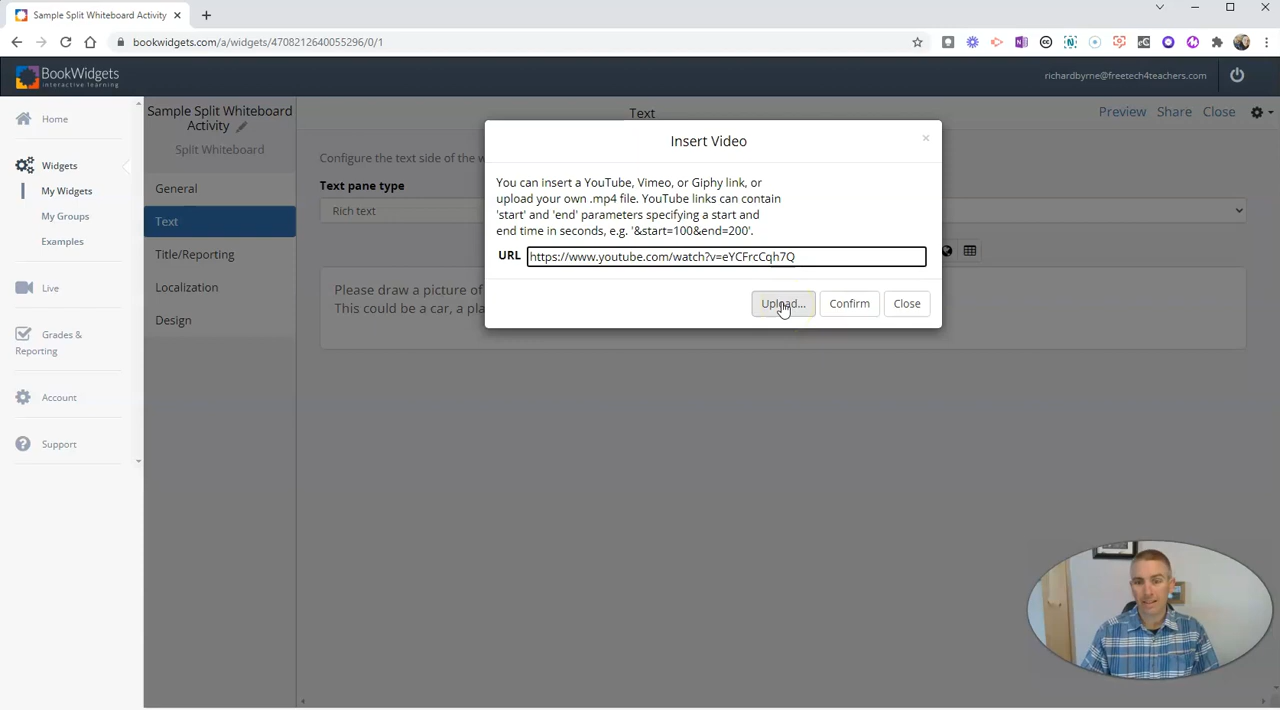 Sample Split Whiteboard Activity
bookwidgets.com/a/widgets/4708212640055296/0/1
BookWidgets
interactive learning
richardbyrne@freetech4teachers.com
Home
Widgets
My Widgets
My Groups
Examples
Live
Grades &
Reporting
Account
Support
Sample Split Whiteboard
Activity
Split Whiteboard
General
Text
Title/Reporting
Localization
Design
Text
Preview Share Close
Configure the text side of the w
Text pane type
Rich text
Please draw a picture of
This could be a car, a pla
Insert Video
You can insert a YouTube, Vimeo, or Giphy link, or
upload your own .mp4 file. YouTube links can contain
'start' and 'end' parameters specifying a start and
end time in seconds, e.g. '&start=100&end=200'.
URL https://www.youtube.com/watch?v=eYCFrcCqh7Q
Upload... Confirm Close